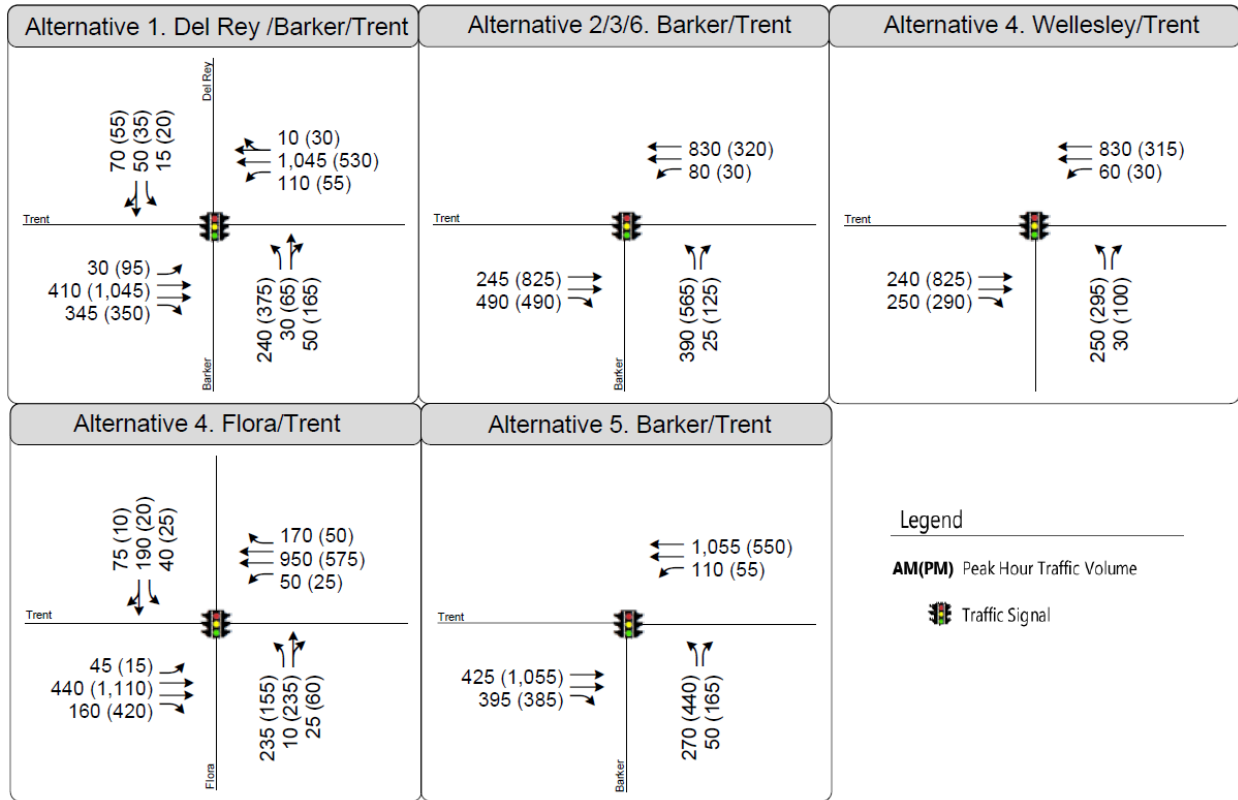 Alternative 1. Del Rey /Barker/Trent
Del Rey
70 (55)
50 (35)
15 (20)
10 (30)
1,045 (530)
110 (55)
Trent
30 (95)
410 (1,045)
345 (350)
240 (375)
30 (65)
50 (165)
Barker
Alternative 2/3/6. Barker/Trent
830 (320)
80 (30)
Trent
245 (825)
490 (490)
390 (565)
25 (125)
Barker
Alternative 4. Wellesley/Trent
830 (315)
60 (30)
Trent
240 (825)
250 (290)
250 (295)
30 (100)
Alternative 4. Flora/Trent
75 (10)
190 (20)
40 (25)
170 (50)
950 (575)
50 (25)
Trent
45 (15)
440 (1,110)
160 (420)
235 (155)
10 (235)
25 (60)
Flora
Alternative 5. Barker/Trent
1,055 (550)
110 (55)
Trent
425 (1,055)
395 (385)
270 (440)
50 (165)
Barker
Legend
AM(PM) Peak Hour Traffic Volume
Traffic Signal